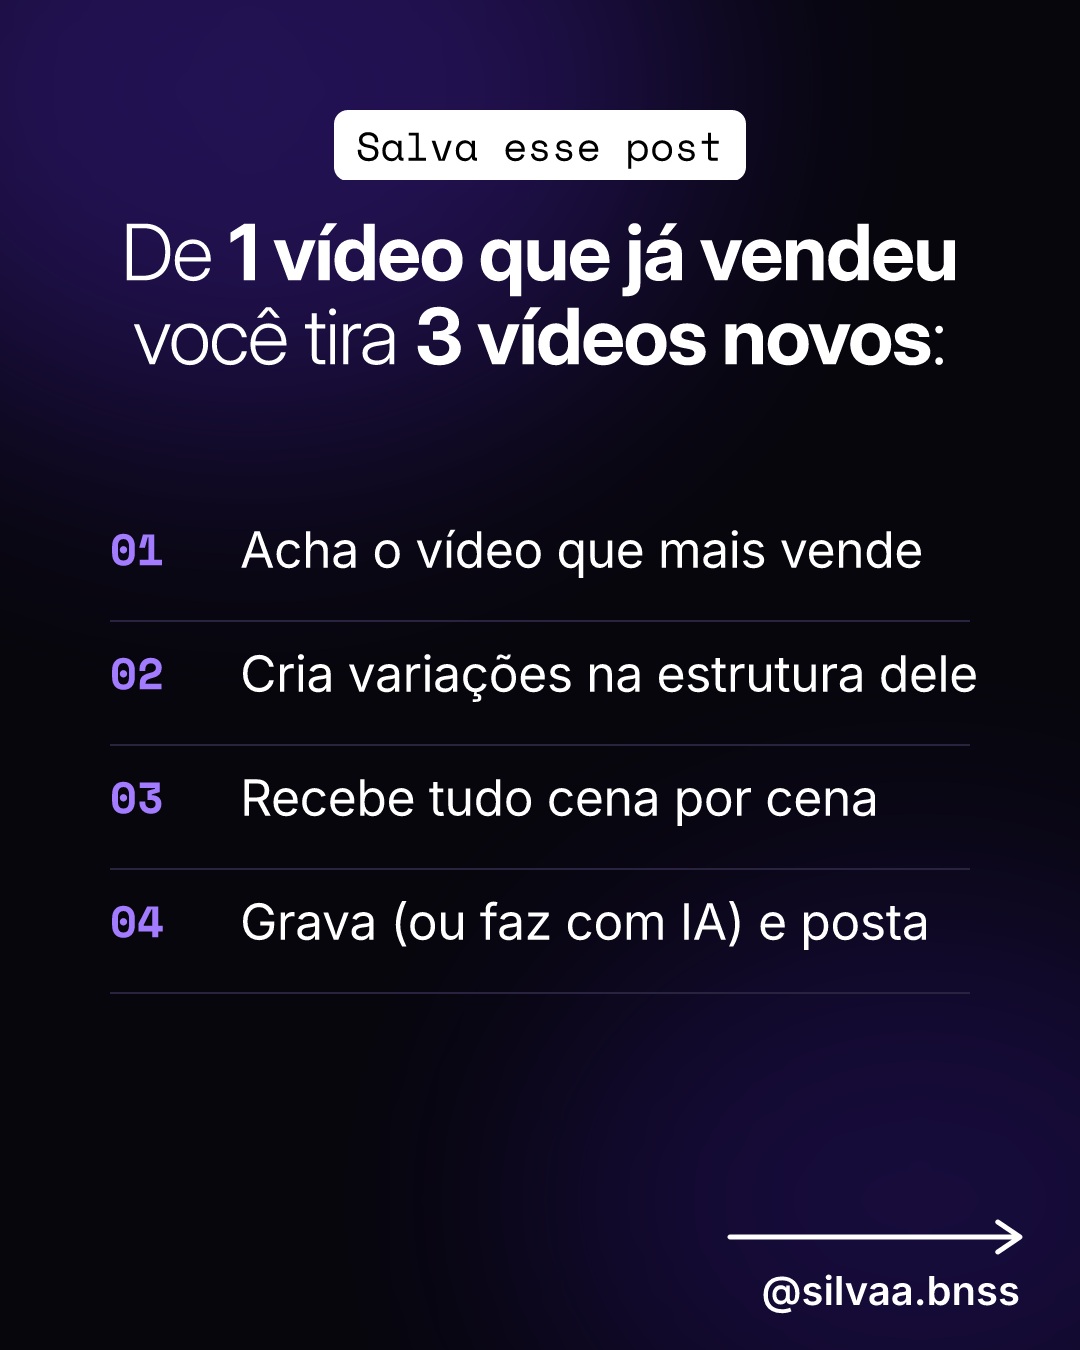 Salva esse post
De 1 vídeo que já vendeu
você tira 3 vídeos novos:
01 Acha o vídeo que mais vende
02 Cria variações na estrutura dele
03 Recebe tudo cena por cena
04 Grava (ou faz com IA) e posta
@silvaa.bnss